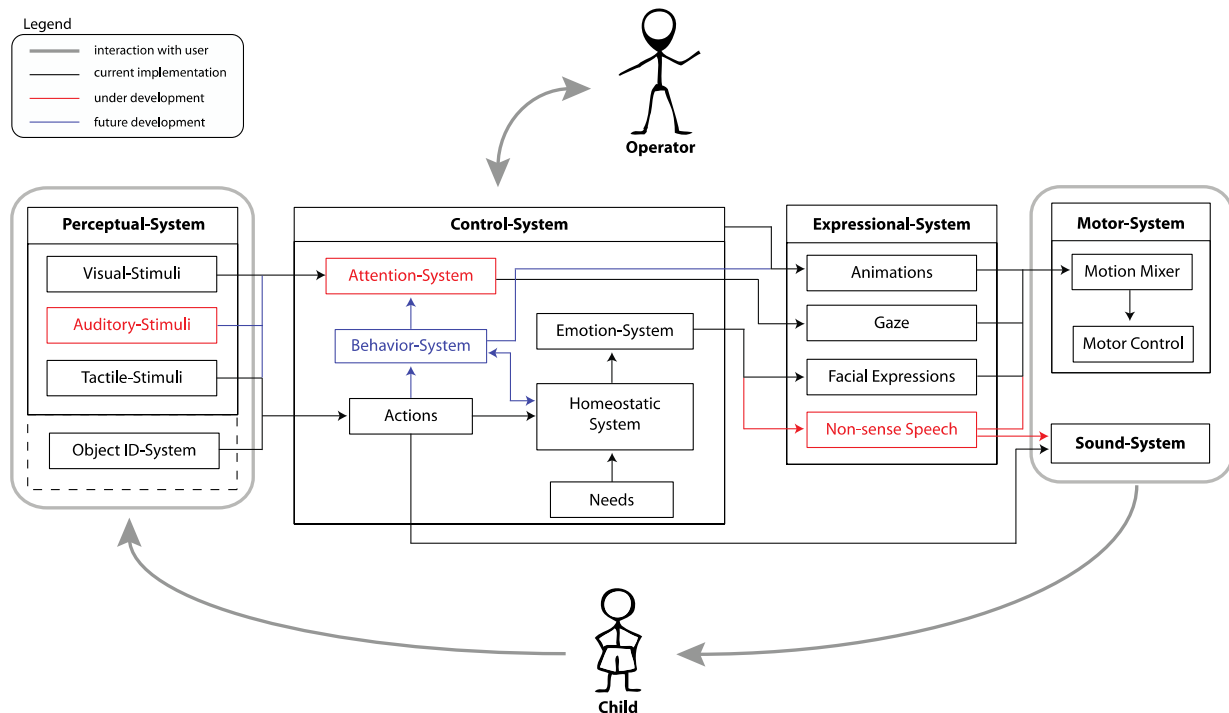 Legend
interaction with user
current implementation
under development
future development
Operator
Perceptual-System
Visual-Stimuli
Auditory-Stimuli
Tactile-Stimuli
Object ID-System
Control-System
Attention-System
Behavior-System
Emotion-System
Actions
Homeostatic
System
Needs
Expressional-System
Animations
Gaze
Facial Expressions
Non-sense Speech
Motor-System
Motion Mixer
Motor Control
Sound-System
Child